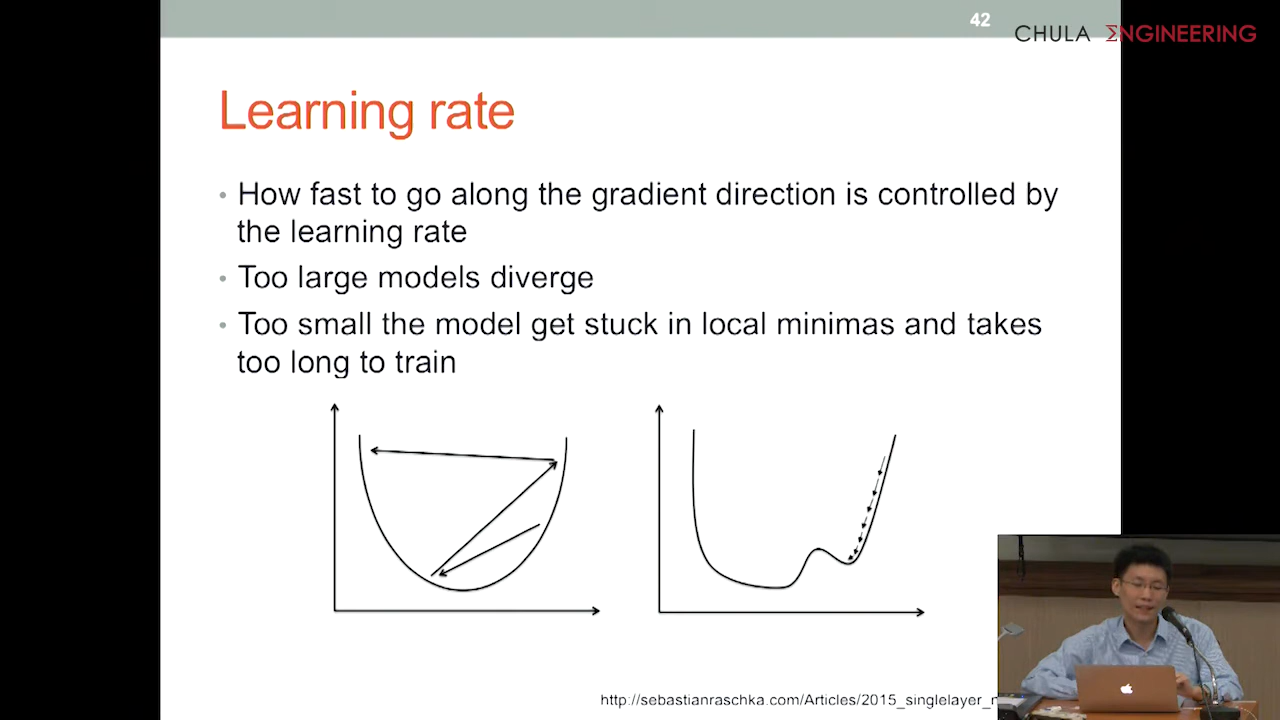 42
CHULA ΣNGINEERING
Learning rate
• How fast to go along the gradient direction is controlled by
the learning rate
• Too large models diverge
• Too small the model get stuck in local minimas and takes
too long to train
http://sebastianraschka.com/Articles/2015_singlelayer_